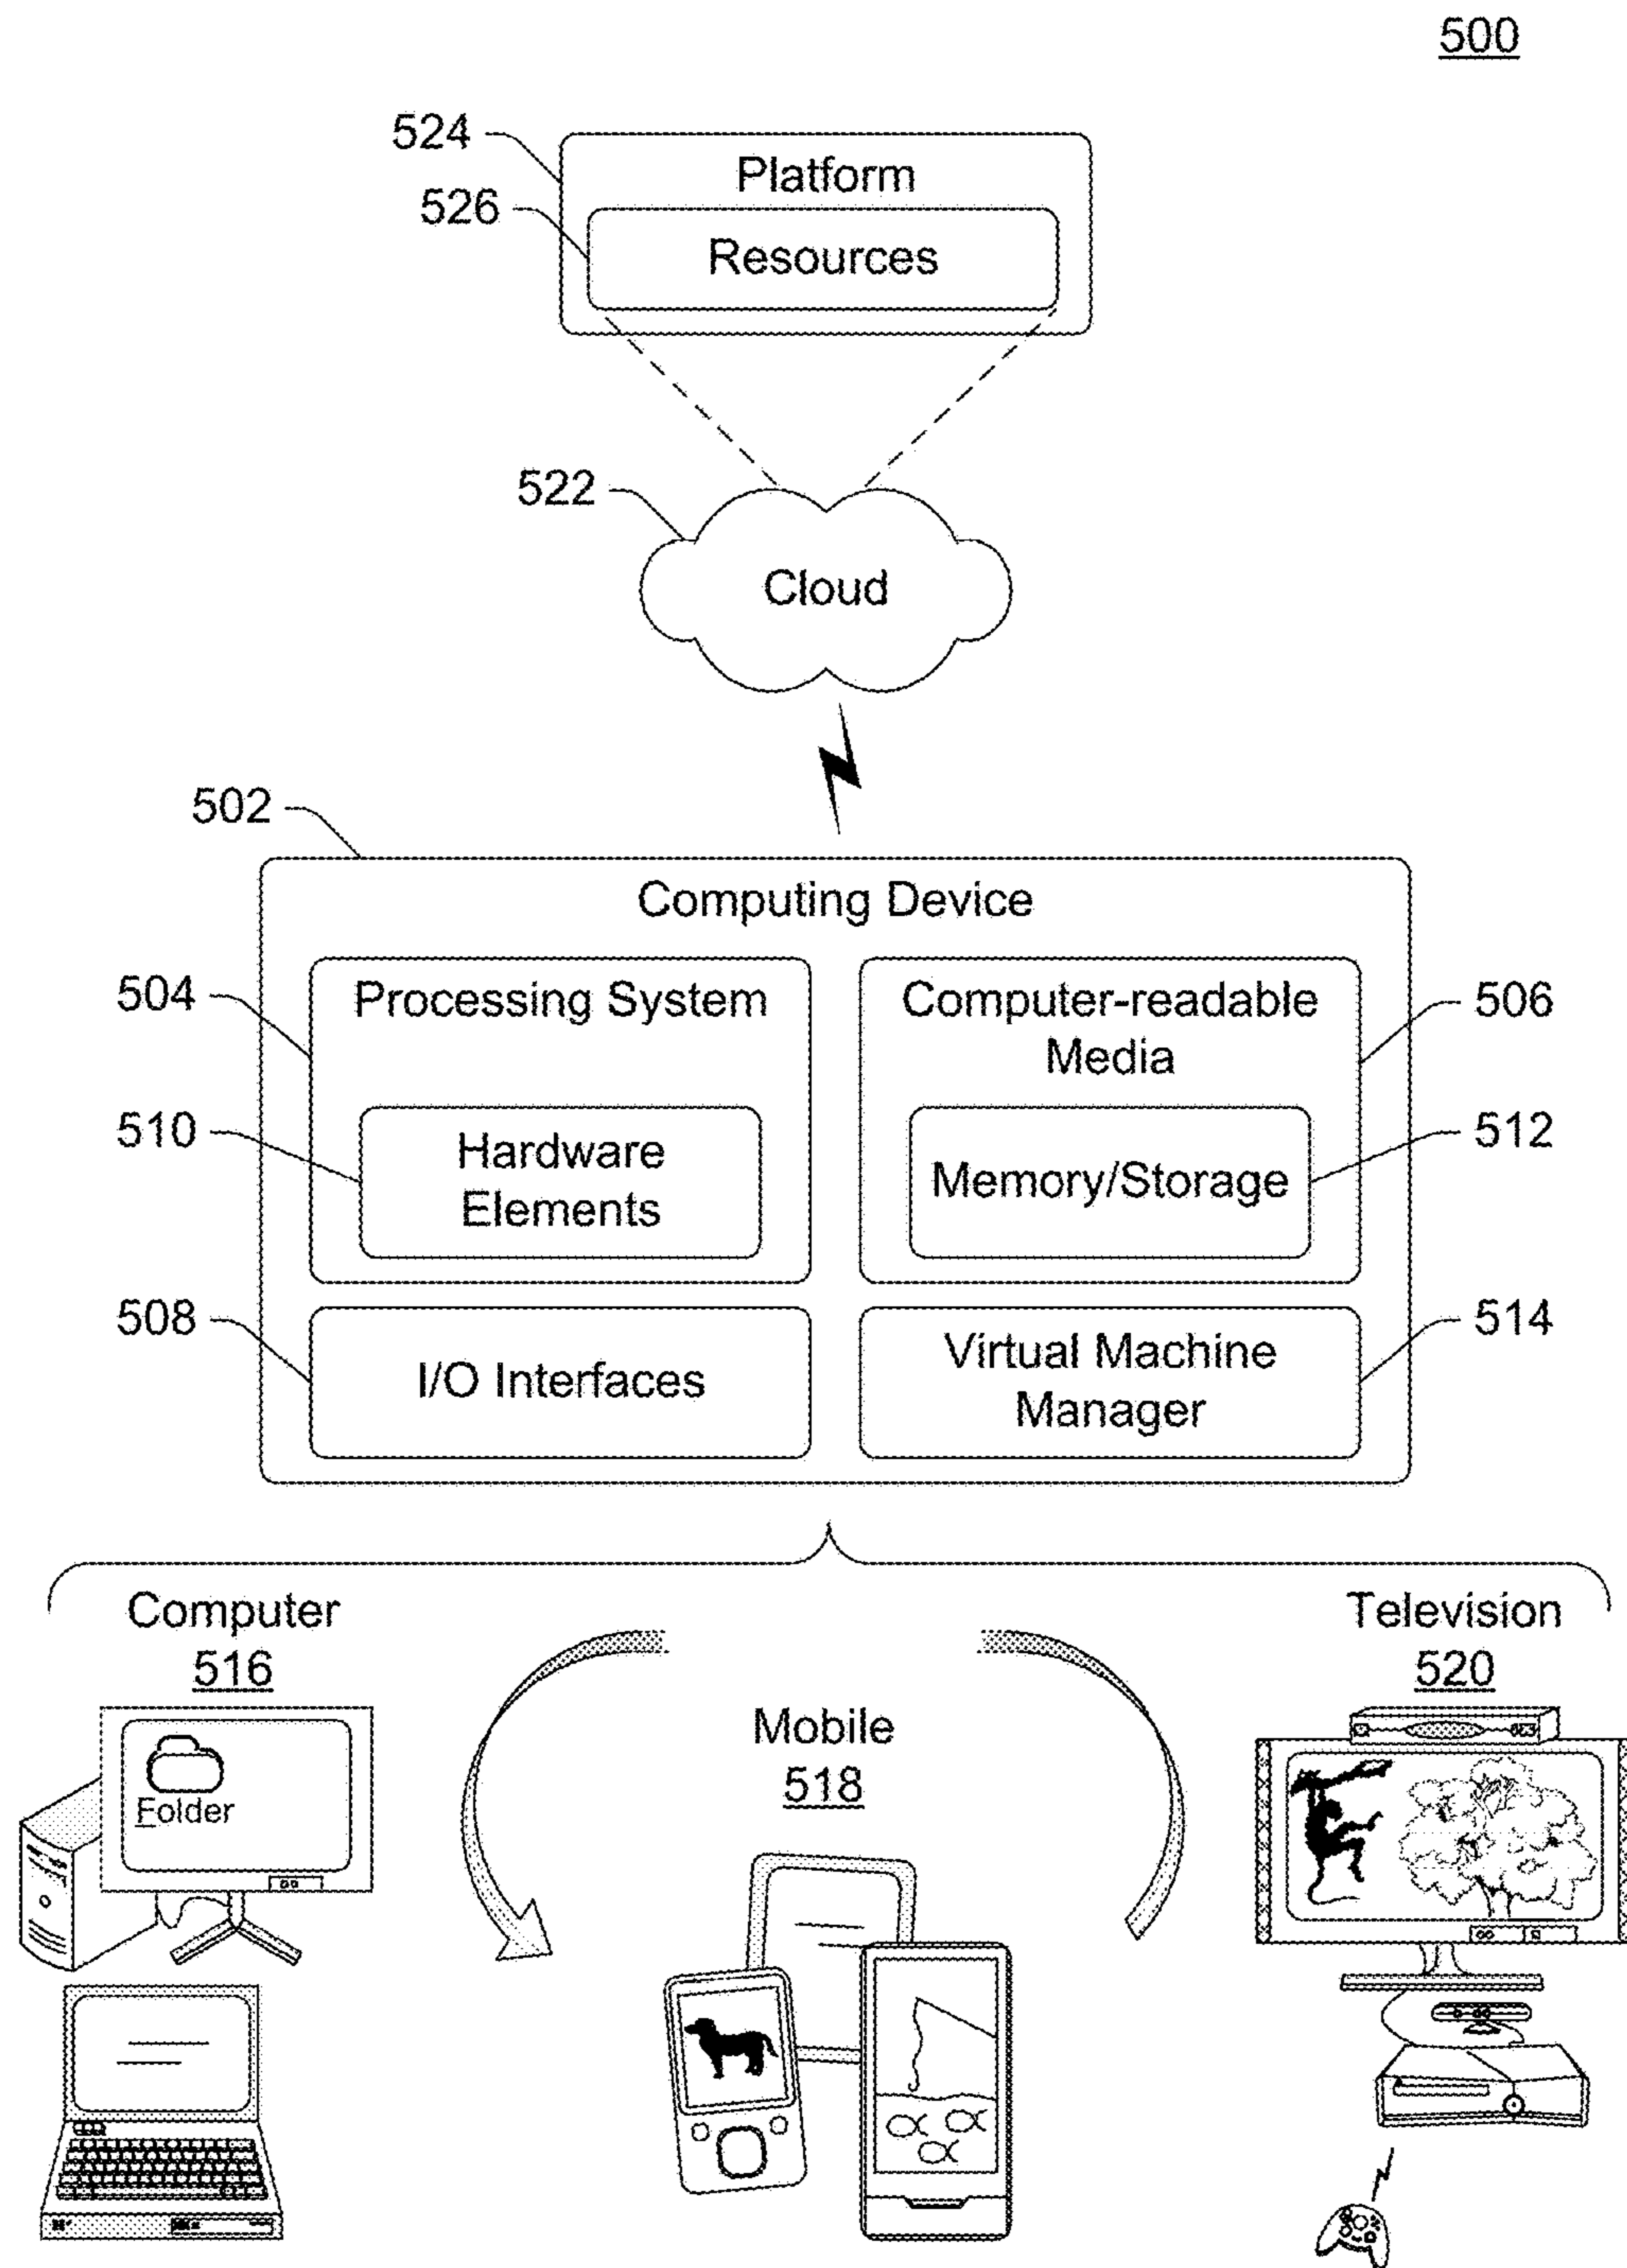 500
524
Platform
526
Resources
522
Cloud
502
Computing Device
504
Processing System
Computer-readable
Media
506
510
Hardware
Elements
Memory/Storage
512
508
I/O Interfaces
Virtual Machine
Manager
514
Computer
516
Folder
Mobile
518
Television
520